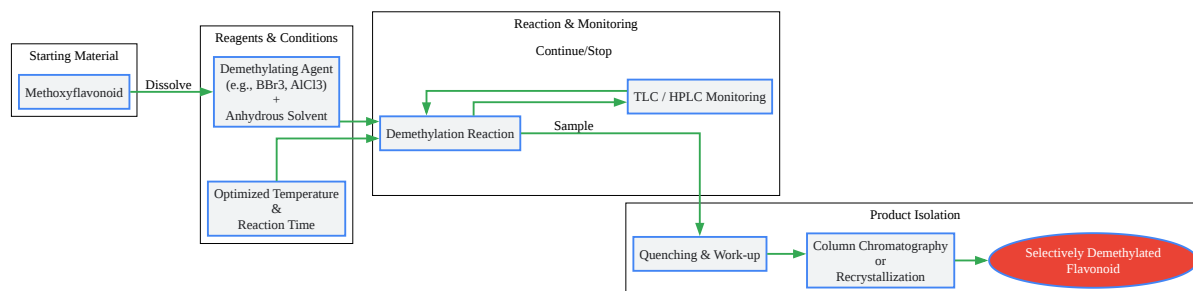 Starting Material
Methoxyflavonoid
Dissolve
Reagents & Conditions
Demethylating Agent
(e.g., BBr3, AlCl3)
+
Anhydrous Solvent
Optimized Temperature
&
Reaction Time
Reaction & Monitoring
Continue/Stop
TLC / HPLC Monitoring
Demethylation Reaction
Sample
Product Isolation
Quenching & Work-up
Column Chromatography
or
Recrystallization
Selectively Demethylated
Flavonoid